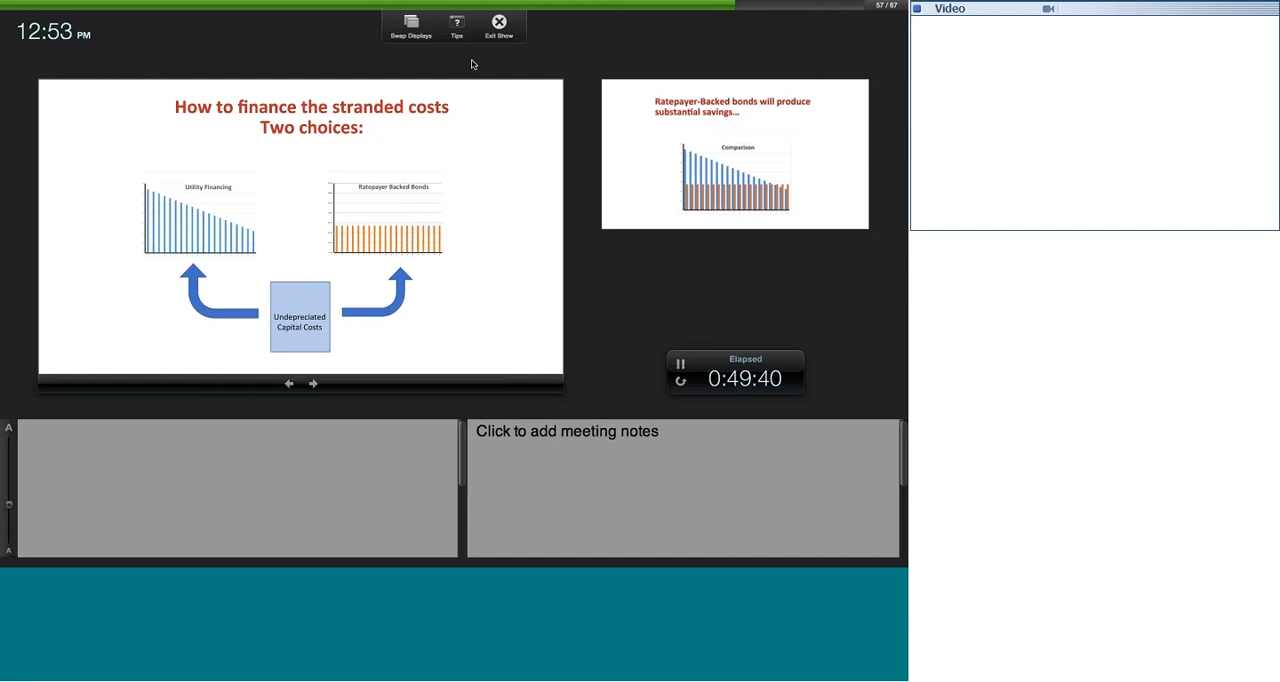 57 / 67
Video
12:53 PM
Swap Displays
Tips
Exit Show
How to finance the stranded costs
Two choices:
Utility Financing
Ratepayer Backed Bonds
Undepreciated
Capital Costs
Ratepayer-Backed bonds will produce
substantial savings...
Comparison
Elapsed
0:49:40
A
A
Click to add meeting notes